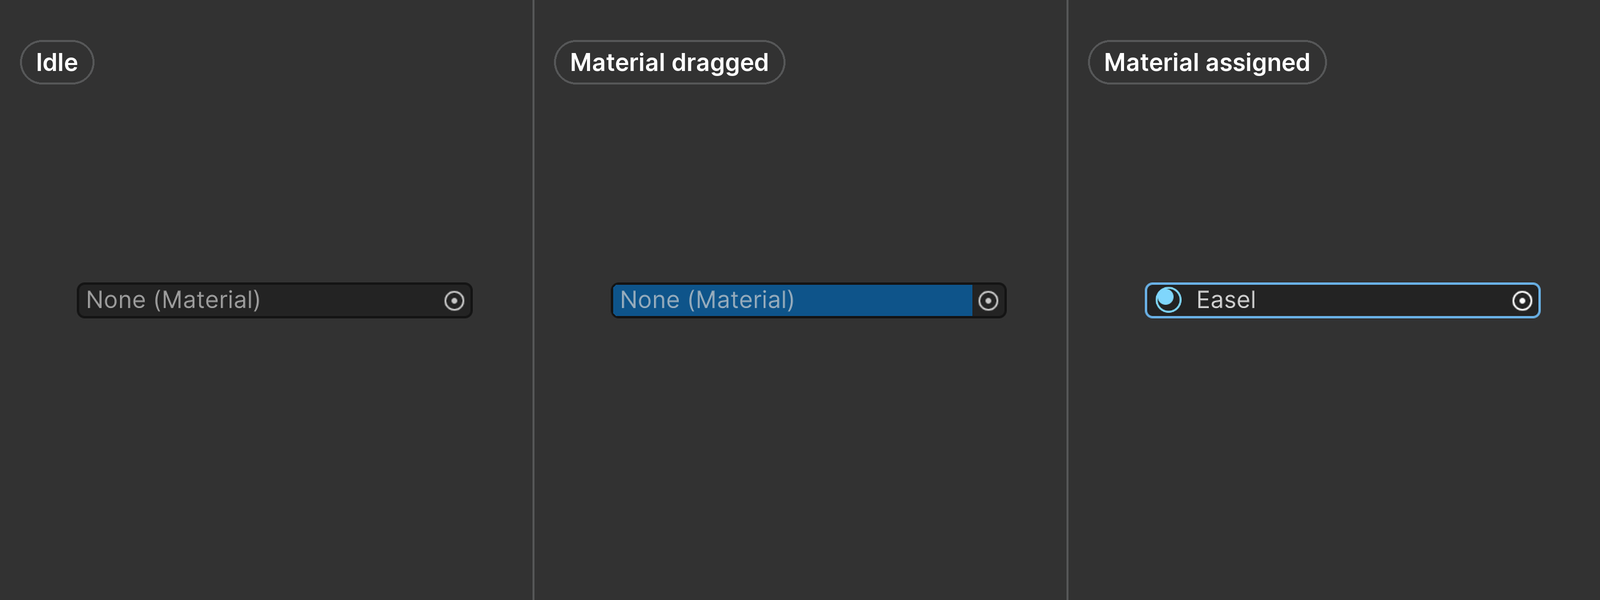 Idle
Material dragged
Material assigned
None (Material)
None (Material)
Easel